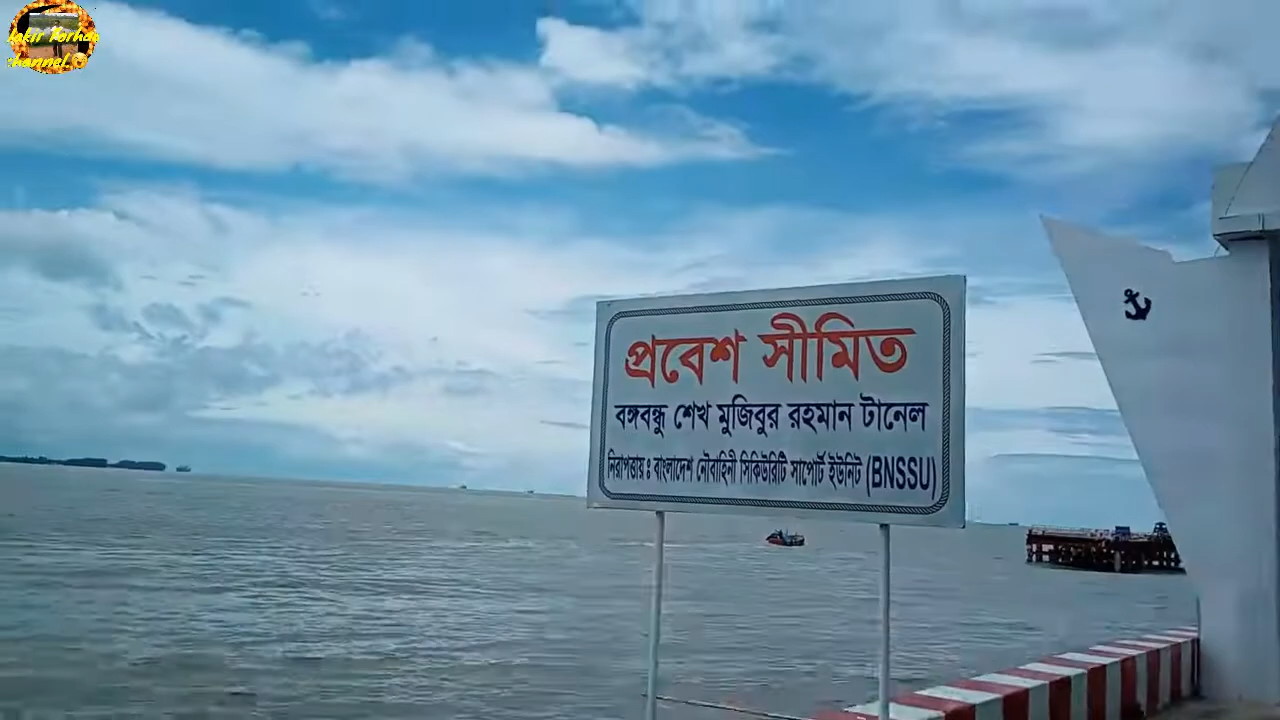 প্রবেশ সীমিত
বঙ্গবন্ধু শেখ মুজিবুর রহমান টানেল
নিরাপত্তায় : বাংলাদেশ নৌবাহিনী সিকিউরিটি সাপোর্ট ইউনিট (BNSSU)